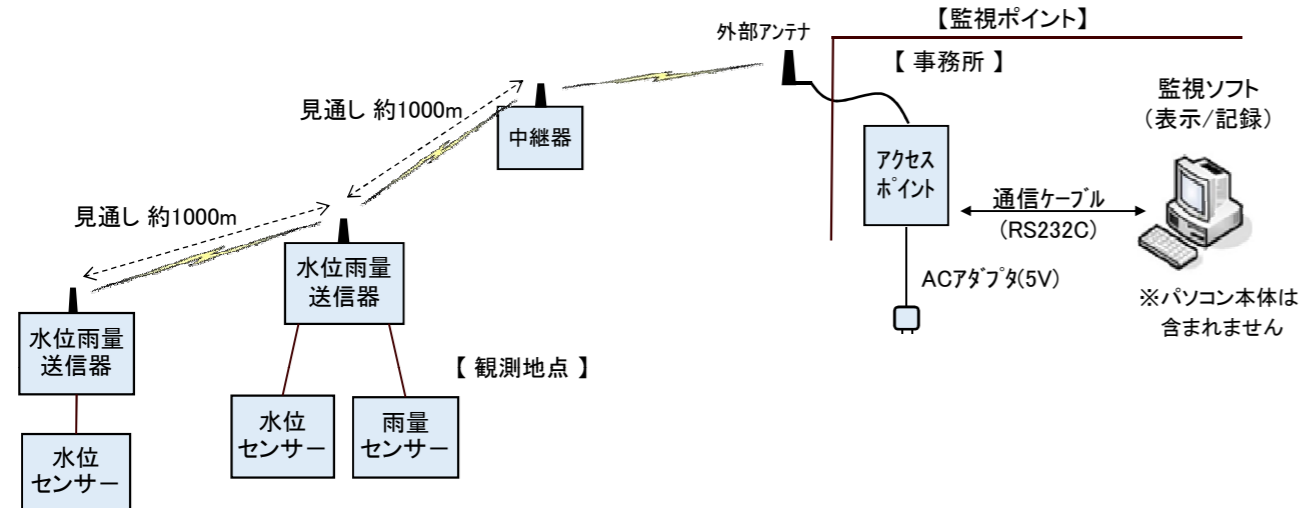 【監視ポイント】
外部アンテナ
【 事務所 】
監視ソフト
（表示/記録）
見通し 約1000m
中継器
アクセス
ポイント
通信ケーブル
(RS232C)
見通し 約1000m
水位雨量
送信器
ACアダプタ(5V)
※パソコン本体は
含まれません
水位雨量
送信器
【 観測地点 】
水位
センサー
雨量
センサー
水位
センサー